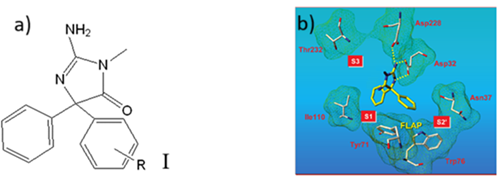 a)
NH₂
N
N
O
R
I
b)
Asp228
Thr232
S3
Asp32
Asn37
Ile110
S1
FLAP
S2'
Tyr71
Trp76